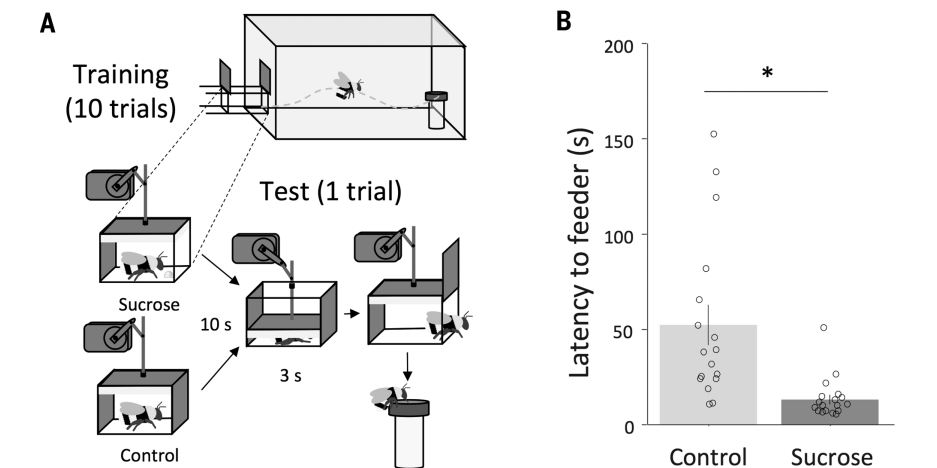 A
Training
(10 trials)
Test (1 trial)
Sucrose
10 s
3 s
Control
B
Latency to feeder (s)
200
150
100
50
0
*
Control
Sucrose